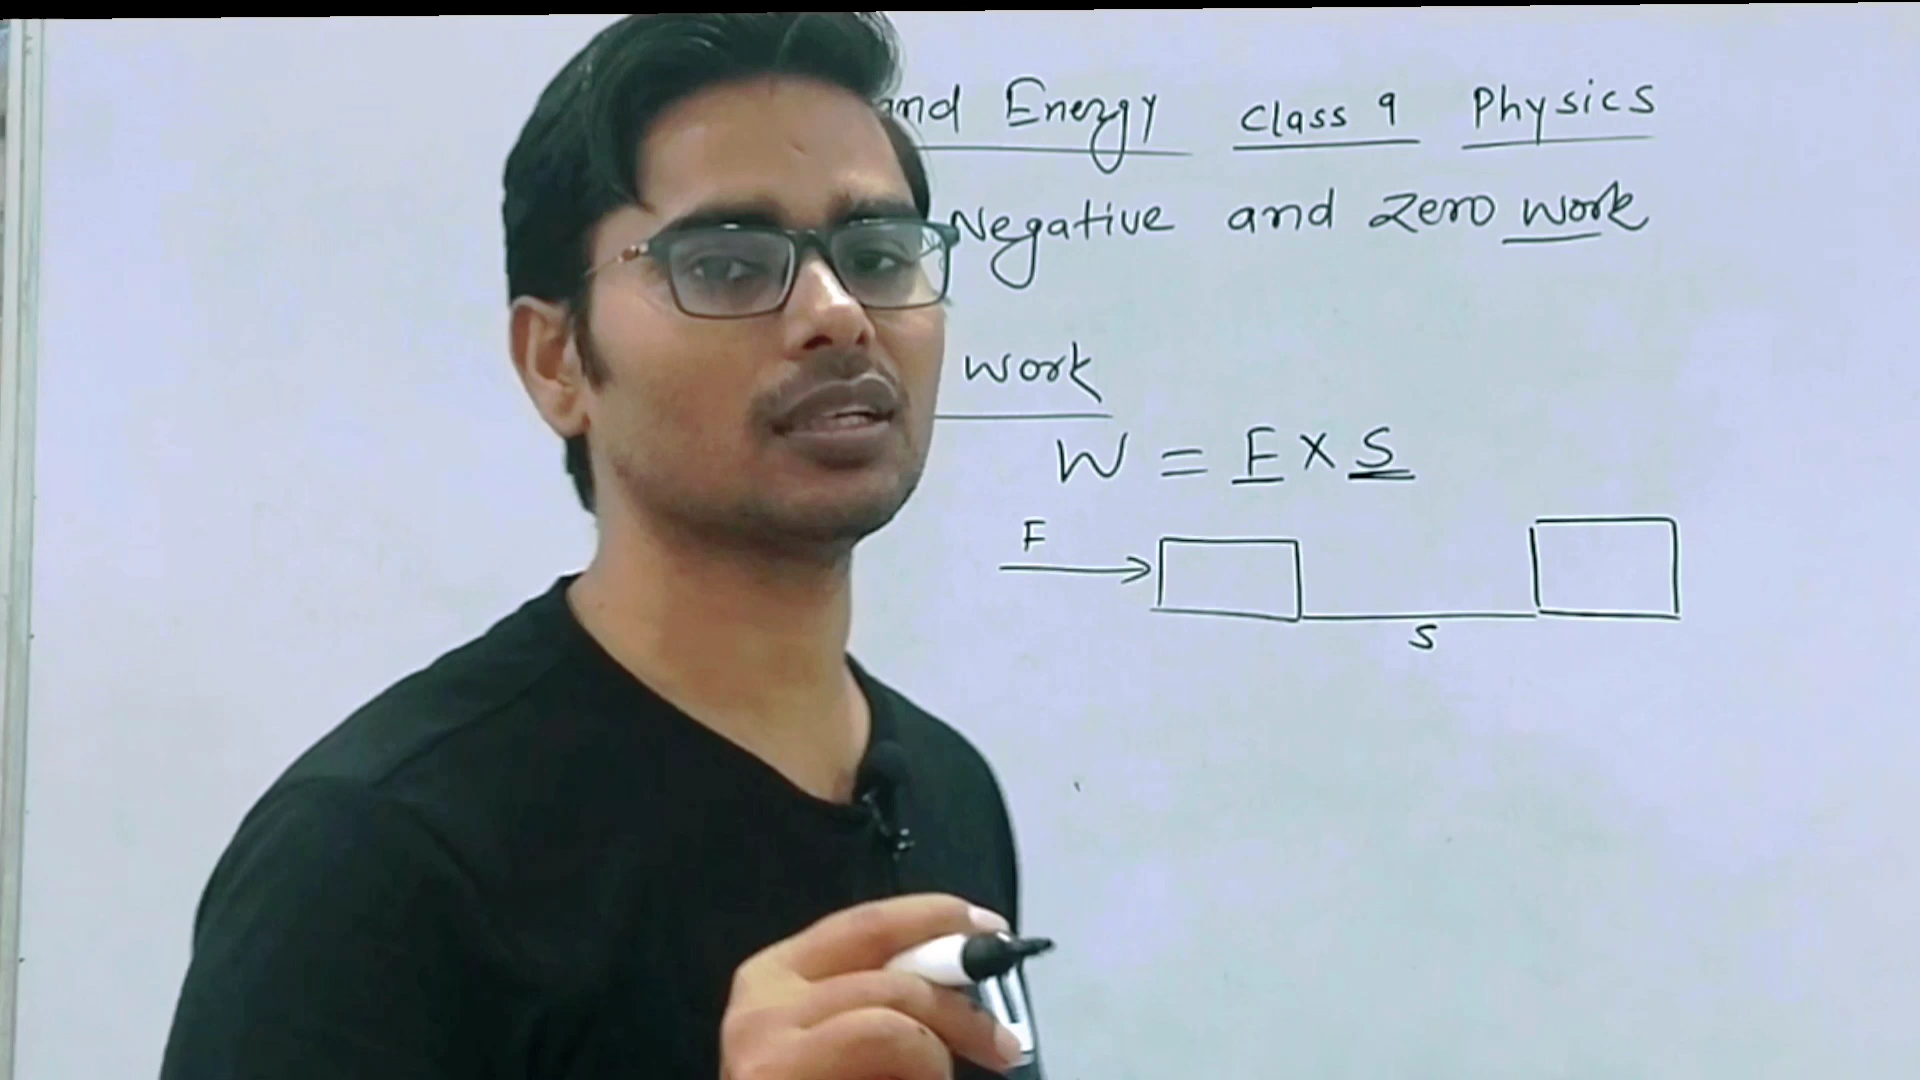 and Energy Class 9 Physics
Negative and Zero Work
Work
W = F × S
F
S